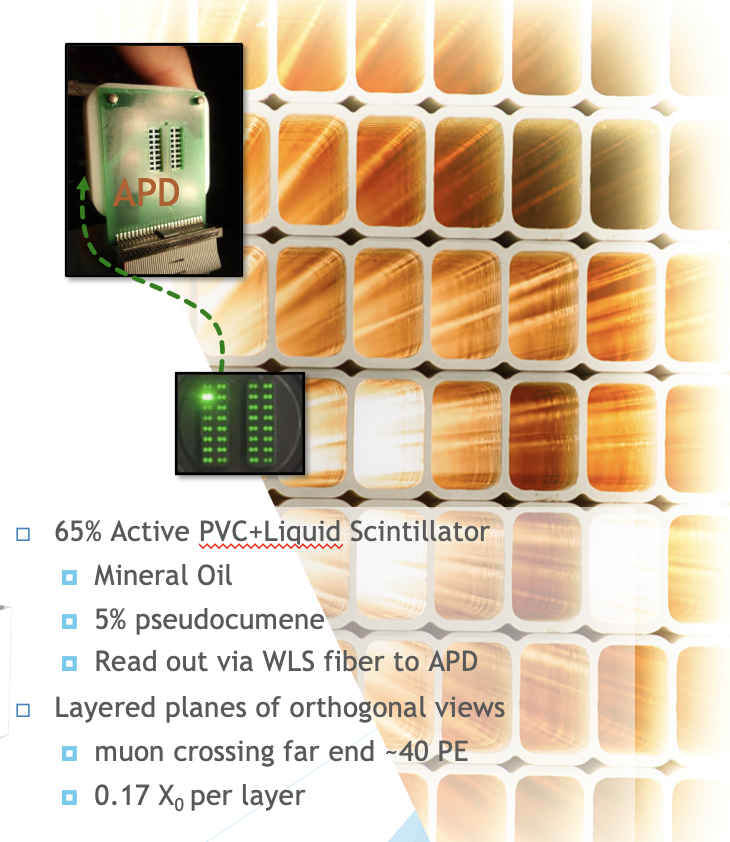 APD
65% Active PVC+Liquid Scintillator
Mineral Oil
5% pseudocumene
Read out via WLS fiber to APD
Layered planes of orthogonal views
muon crossing far end ~40 PE
0.17 X₀ per layer